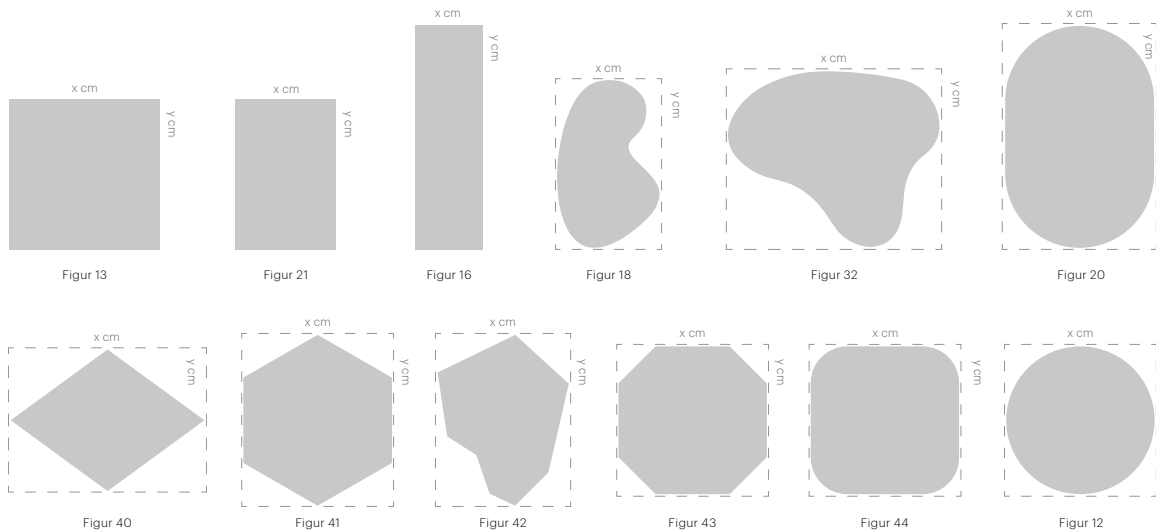 x cm
y cm
Figur 13
x cm
y cm
Figur 21
x cm
y cm
Figur 16
x cm
y cm
Figur 18
x cm
y cm
Figur 32
x cm
y cm
Figur 20
x cm
y cm
Figur 40
x cm
y cm
Figur 41
x cm
y cm
Figur 42
x cm
y cm
Figur 43
x cm
y cm
Figur 44
x cm
Figur 12